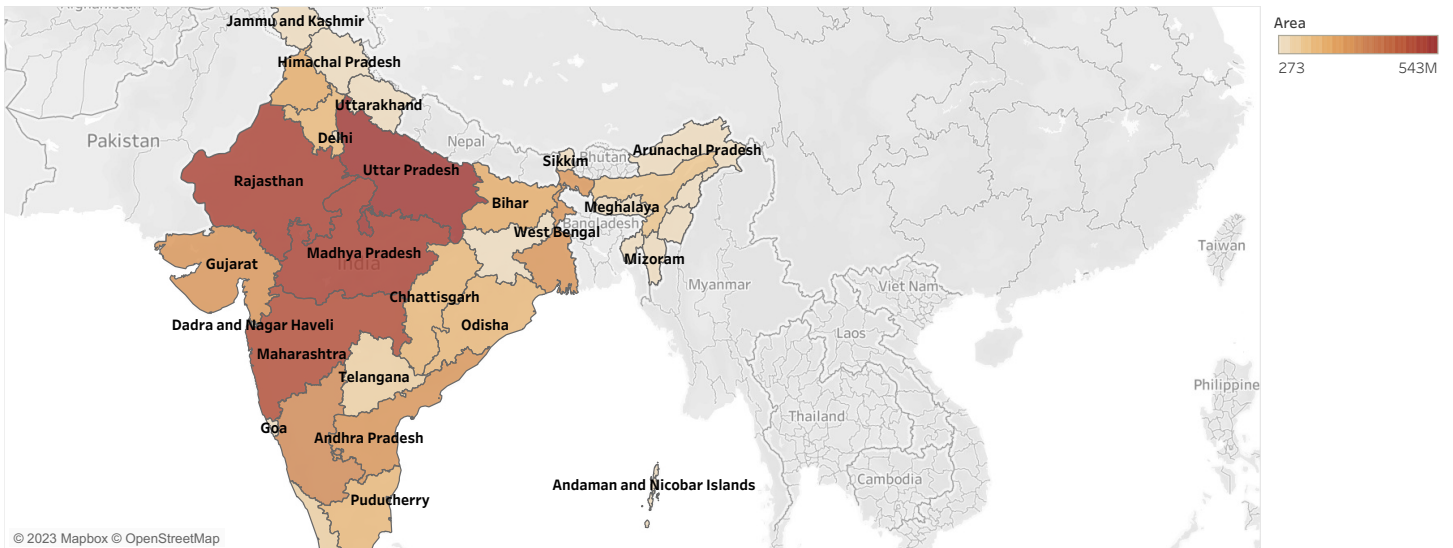 Jammu and Kashmir
Himachal Pradesh
Uttarakhand
Pakistan
Delhi
Nepal
Sikkim
Bhutan
Arunachal Pradesh
Rajasthan
Uttar Pradesh
Bihar
Meghalaya
Bangladesh
West Bengal
Taiwan
Madhya Pradesh
India
Gujarat
Mizoram
Myanmar
Viet Nam
Chhattisgarh
Dadra and Nagar Haveli
Odisha
Laos
Maharashtra
Telangana
Philippine
Thailand
Goa
Andhra Pradesh
Cambodia
Andaman and Nicobar Islands
Puducherry
© 2023 Mapbox © OpenStreetMap
Area
273 543M